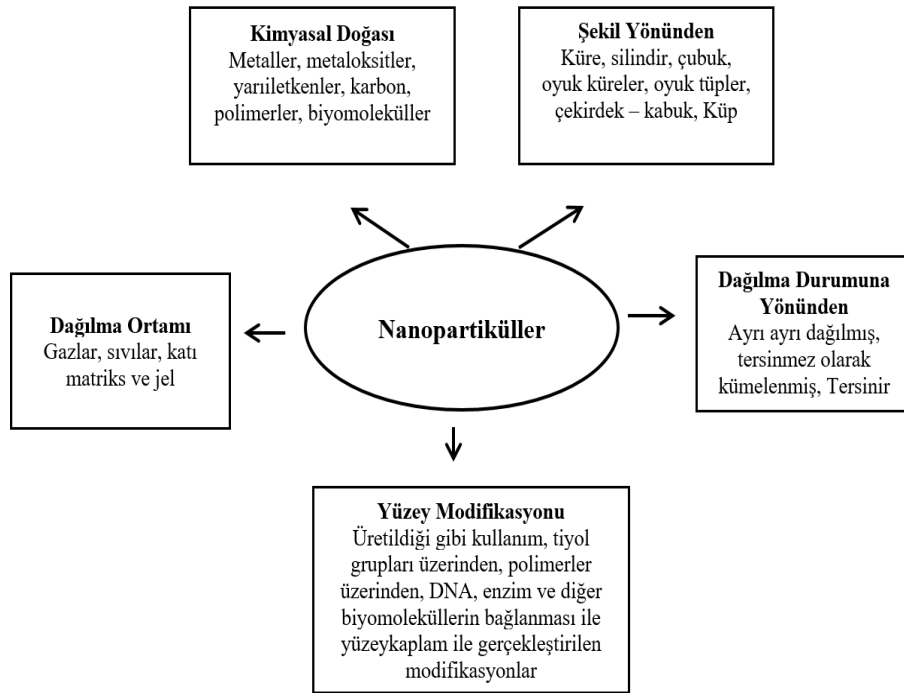 Kimyasal Doğası
Metaller, metaloksitler,
yarıiletkenler, karbon,
polimerler, biyomoleküller
Şekil Yönünden
Küre, silindir, çubuk,
oyuk küreler, oyuk tüpler,
çekirdek – kabuk, Küp
Dağılma Ortamı
Gazlar, sıvılar, katı
matriks ve jel
Nanopartiküller
Dağılma Durumuna
Yönünden
Ayrı ayrı dağılmış,
tersinmez olarak
kümelenmiş, Tersinir
Yüzey Modifikasyonu
Üretildiği gibi kullanım, tiyol
grupları üzerinden, polimerler
üzerinden, DNA, enzim ve diğer
biyomoleküllerin bağlanması ile
yüzeykaplam ile gerçekleştirilen
modifikasyonlar